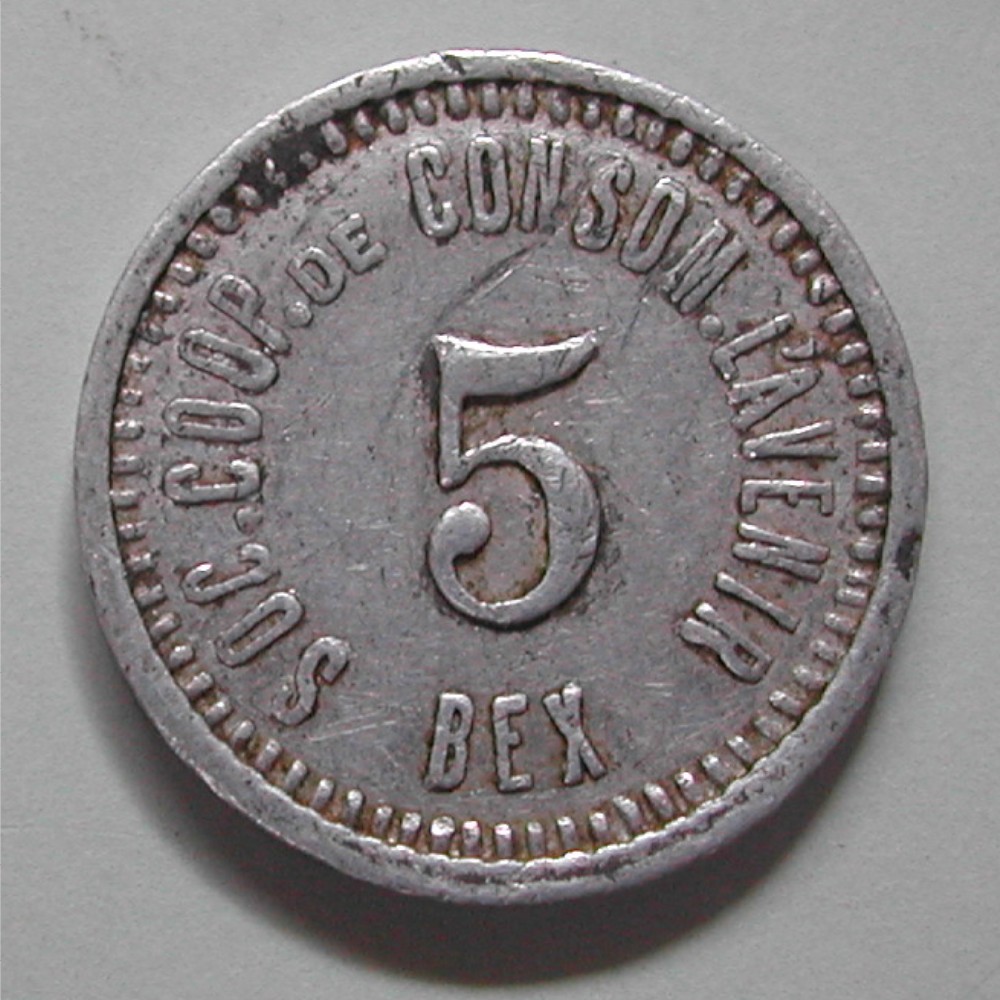 SOC. COOP. DE CONSOM. L'AVENIR
5
BEX